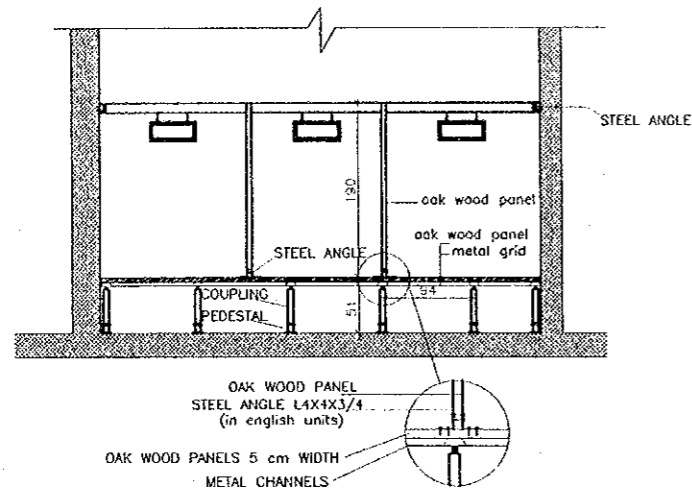 STEEL ANGLE
190
oak wood panel
oak wood panel
metal grid
STEEL ANGLE
COUPLING
94
PEDESTAL
51
OAK WOOD PANEL
STEEL ANGLE L4X4X3/4
(in english units)
OAK WOOD PANELS 5 cm WIDTH
METAL CHANNELS